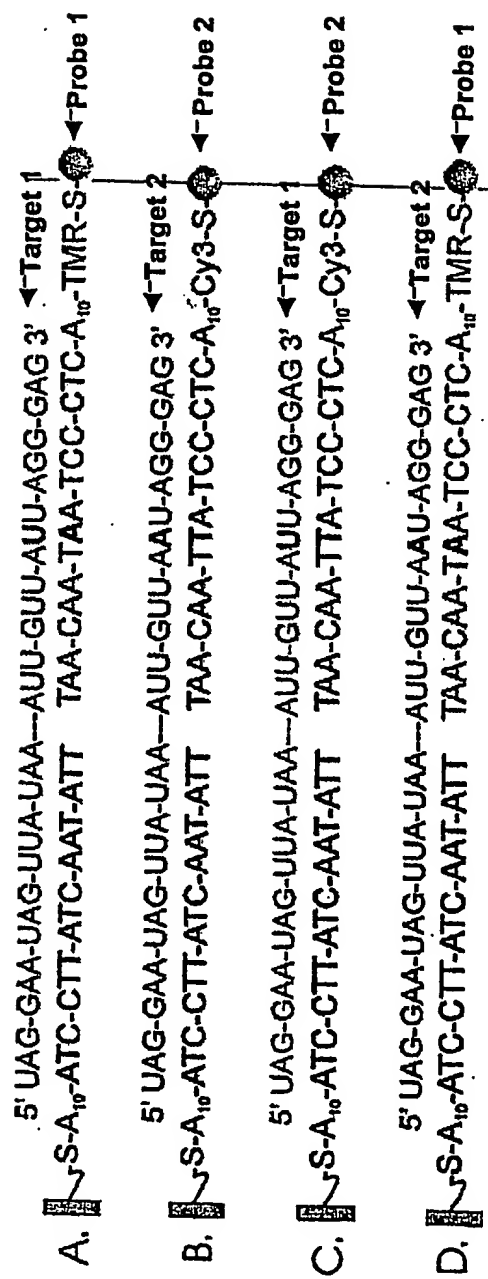 5' UAG-GAA-UAG-UUA-UAA---AUU-GUU-AUU-AGG-GAG 3' Target 1
A. S-A10-ATC-CTT-ATC-AAT-ATT TAA-CAA-TAA-TCC-CTC-A10-TMR-S- Probe 1
5' UAG-GAA-UAG-UUA-UAA---AUU-GUU-AAU-AGG-GAG 3' Target 2
B. S-A10-ATC-CTT-ATC-AAT-ATT TAA-CAA-TTA-TCC-CTC-A10-Cy3-S- Probe 2
5' UAG-GAA-UAG-UUA-UAA---AUU-GUU-AUU-AGG-GAG 3' Target 1
C. S-A10-ATC-CTT-ATC-AAT-ATT TAA-CAA-TTA-TCC-CTC-A10-Cy3-S- Probe 2
5' UAG-GAA-UAG-UUA-UAA---AUU-GUU-AAU-AGG-GAG 3' Target 2
D. S-A10-ATC-CTT-ATC-AAT-ATT TAA-CAA-TAA-TCC-CTC-A10-TMR-S- Probe 1